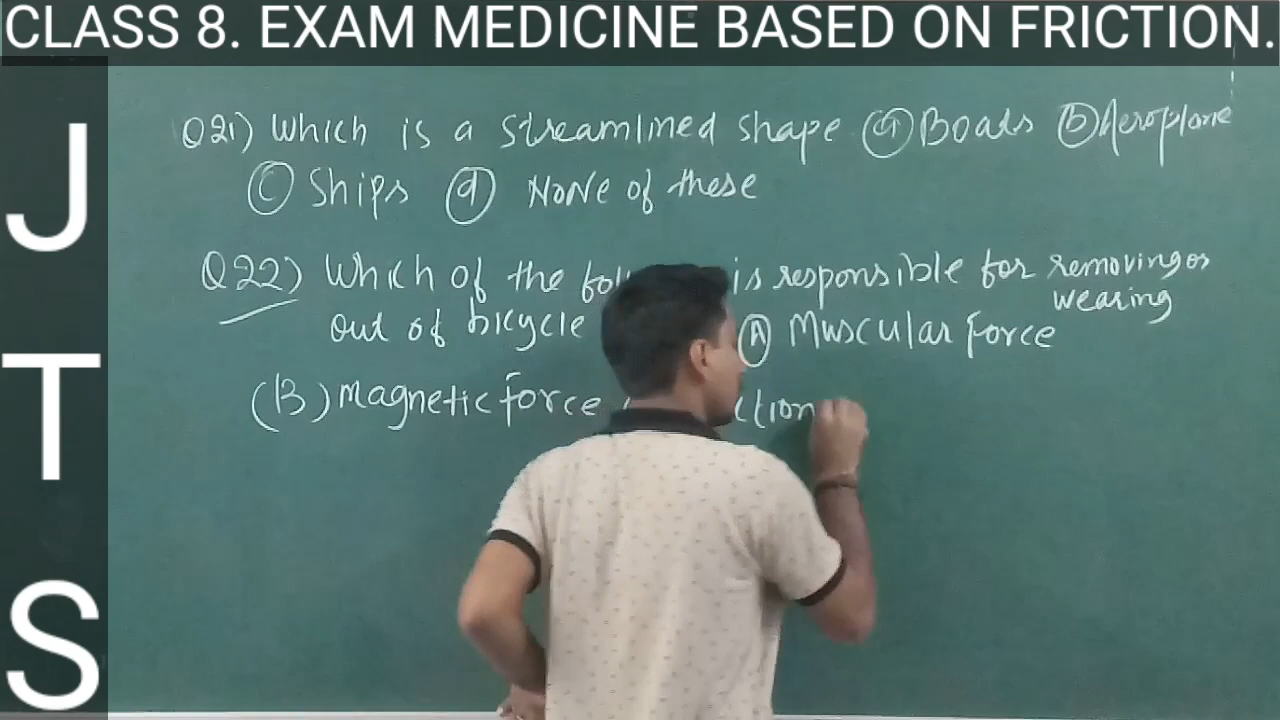 CLASS 8. EXAM MEDICINE BASED ON FRICTION.
J
T
S
Q21) Which is a streamlined shape (a) Boats (b) Aeroplane
(c) Ships (d) NONe of these
Q22) Which of the is responsible for removing or
wearing
out of bicycle (A) Muscular force
(B) Magnetic force